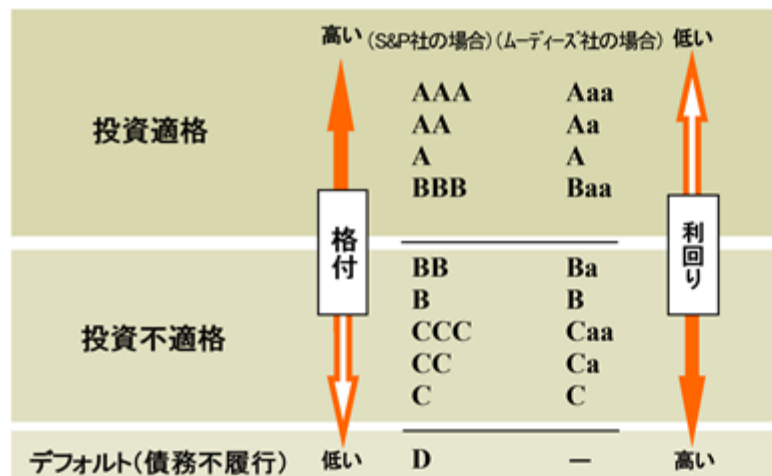 高い (S&P社の場合) (ムーディーズ社の場合) 低い
投資適格
AAA Aaa
AA Aa
A A
BBB Baa
格付
利回り
BB Ba
B B
投資不適格
CCC Caa
CC Ca
C C
デフォルト(債務不履行) 低い D ー 高い